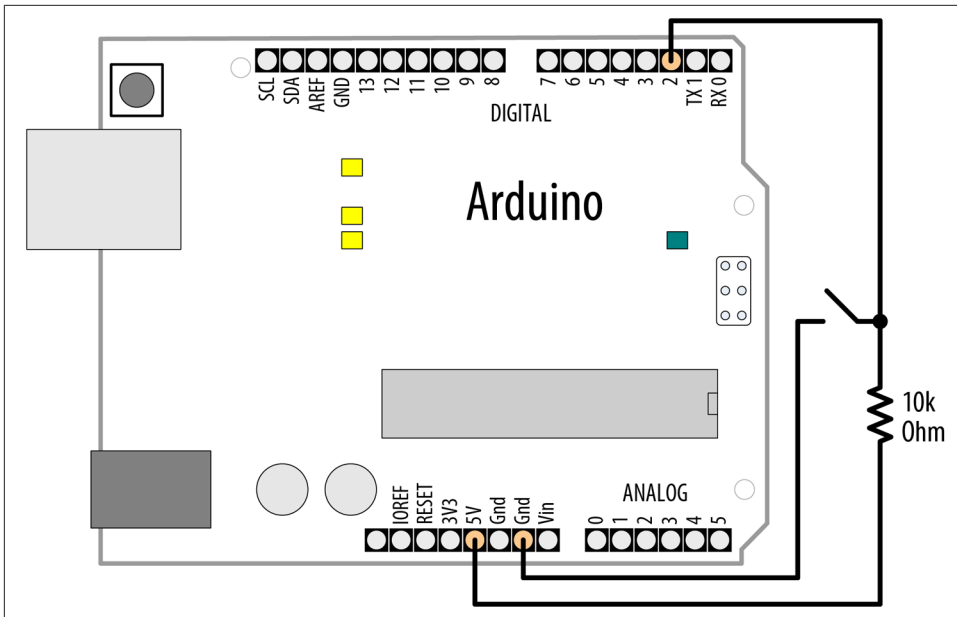 SCL
SDA
AREF
GND
13
12
11
10
9
8
7
6
5
4
3
2
TX 1
RX 0
DIGITAL
Arduino
10k
Ohm
IOREF
RESET
3V3
5V
Gnd
Gnd
Vin
ANALOG
0
1
2
3
4
5